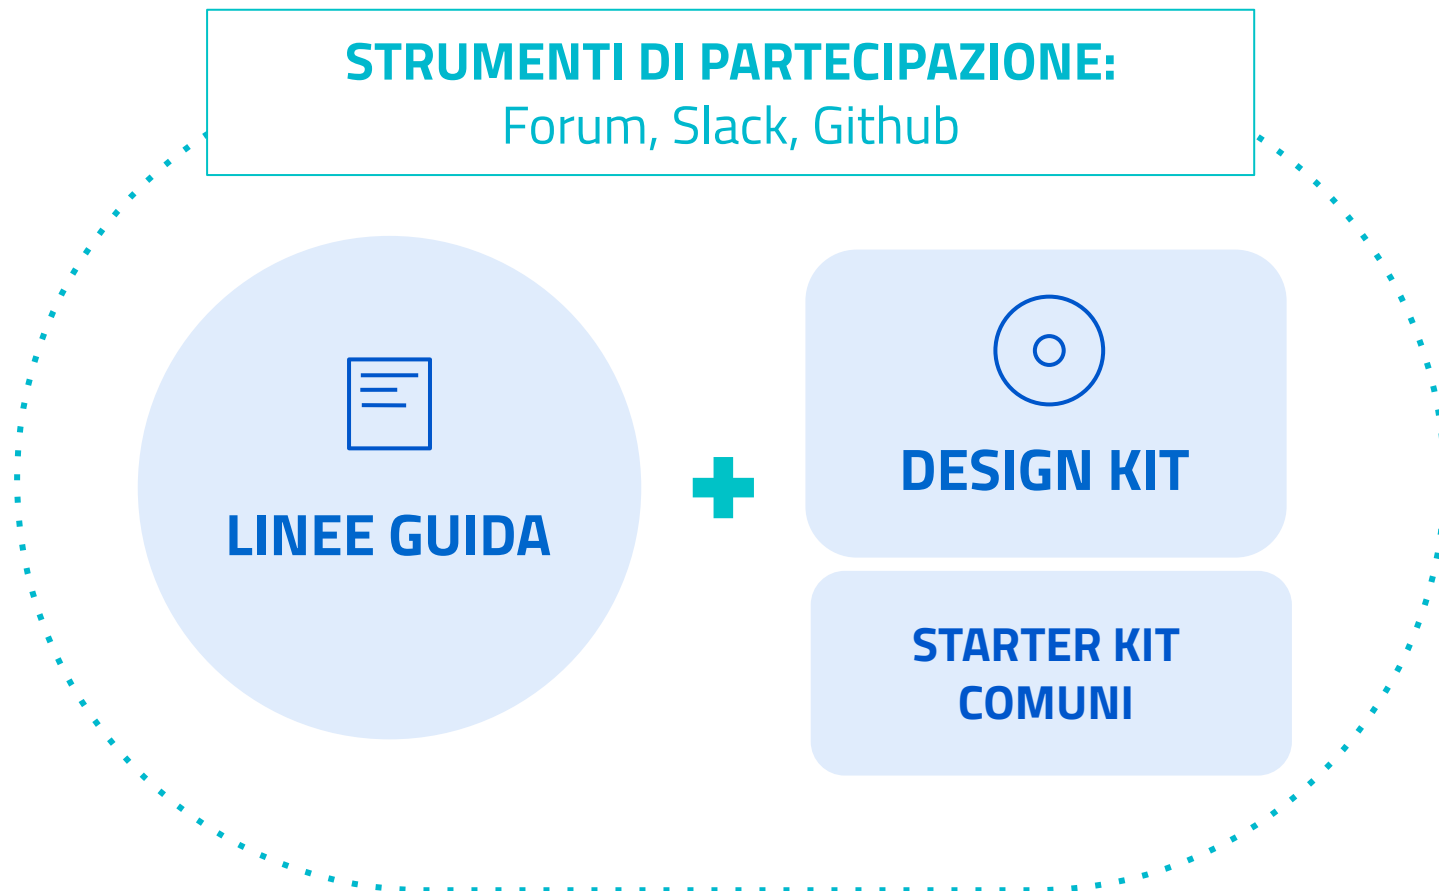 STRUMENTI DI PARTECIPAZIONE:
Forum, Slack, Github
LINEE GUIDA
DESIGN KIT
STARTER KIT
COMUNI